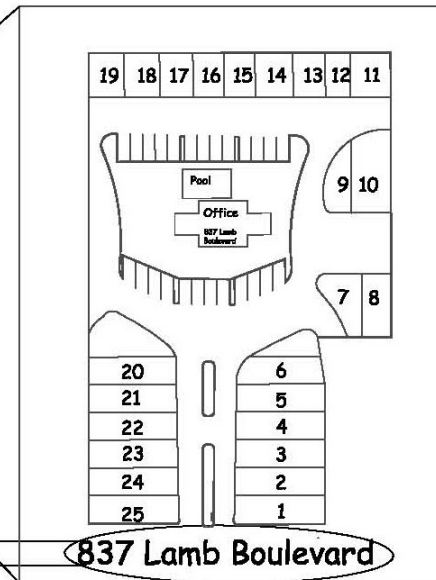 19 18 17 16 15 14 13 12 11
Pool
9 10
Office
837 Lamb
Boulevard
7 8
20 6
21 5
22 4
23 3
24 2
25 1
837 Lamb Boulevard